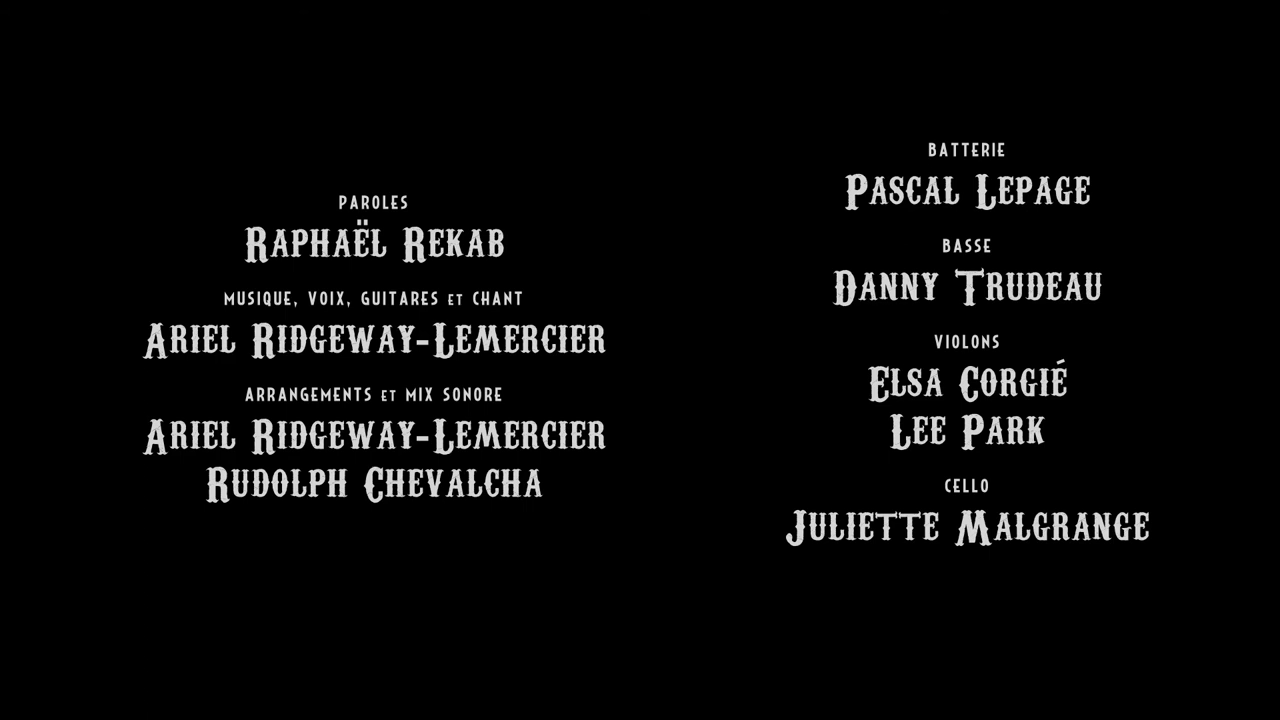 PAROLES
RAPHAËL REKAB
MUSIQUE, VOIX, GUITARES ET CHANT
ARIEL RIDGEWAY-LEMERCIER
ARRANGEMENTS ET MIX SONORE
ARIEL RIDGEWAY-LEMERCIER
RUDOLPH CHEVALCHA
BATTERIE
PASCAL LEPAGE
BASSE
DANNY TRUDEAU
VIOLONS
ELSA CORGIÉ
LEE PARK
CELLO
JULIETTE MALGRANGE